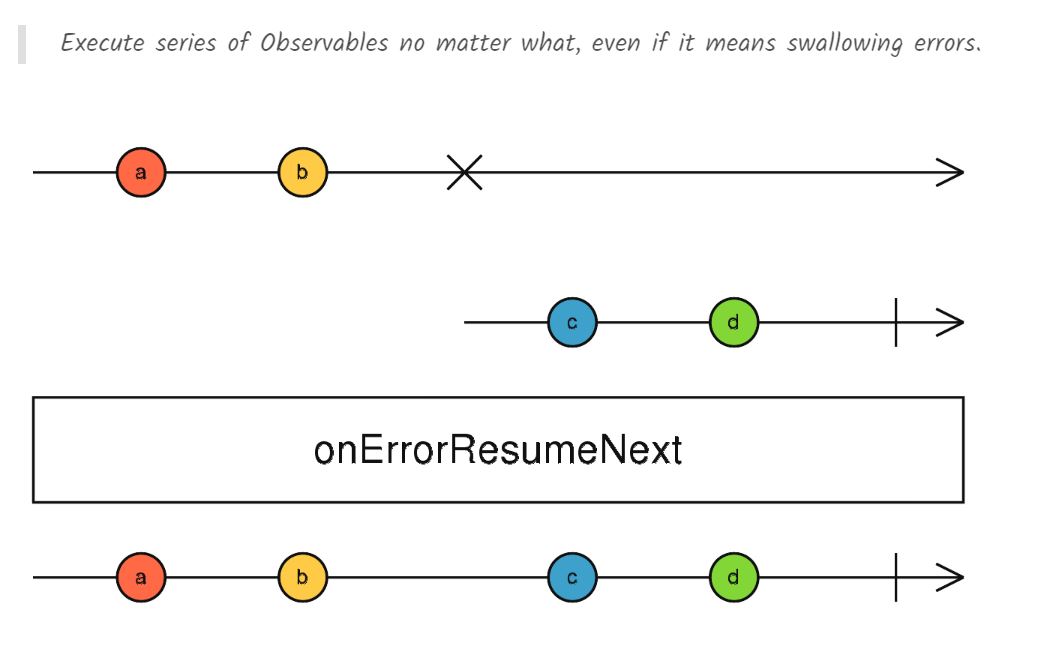 Execute series of Observables no matter what, even if it means swallowing errors.
a b
c d
onErrorResumeNext
a b c d